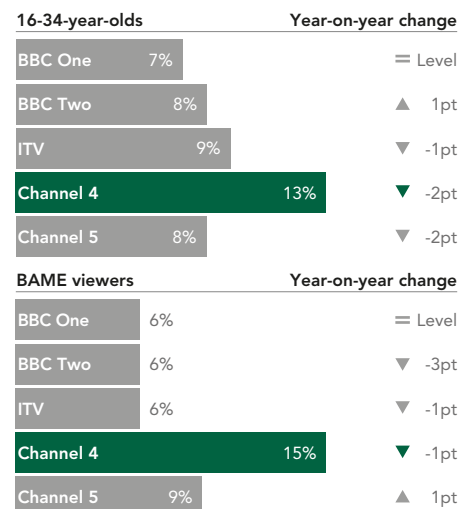 16-34-year-olds Year-on-year change
BBC One 7% = Level
BBC Two 8% ▲ 1pt
ITV 9% ▼ -1pt
Channel 4 13% ▼ -2pt
Channel 5 8% ▼ -2pt
BAME viewers Year-on-year change
BBC One 6% = Level
BBC Two 6% ▼ -3pt
ITV 6% ▼ -1pt
Channel 4 15% ▼ -1pt
Channel 5 9% ▲ 1pt